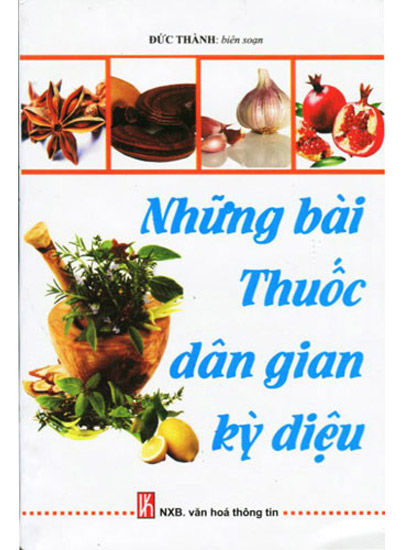 ĐỨC THÀNH: biên soạn
Những bài
Thuốc
dân gian
kỳ diệu
NXB. văn hoá thông tin